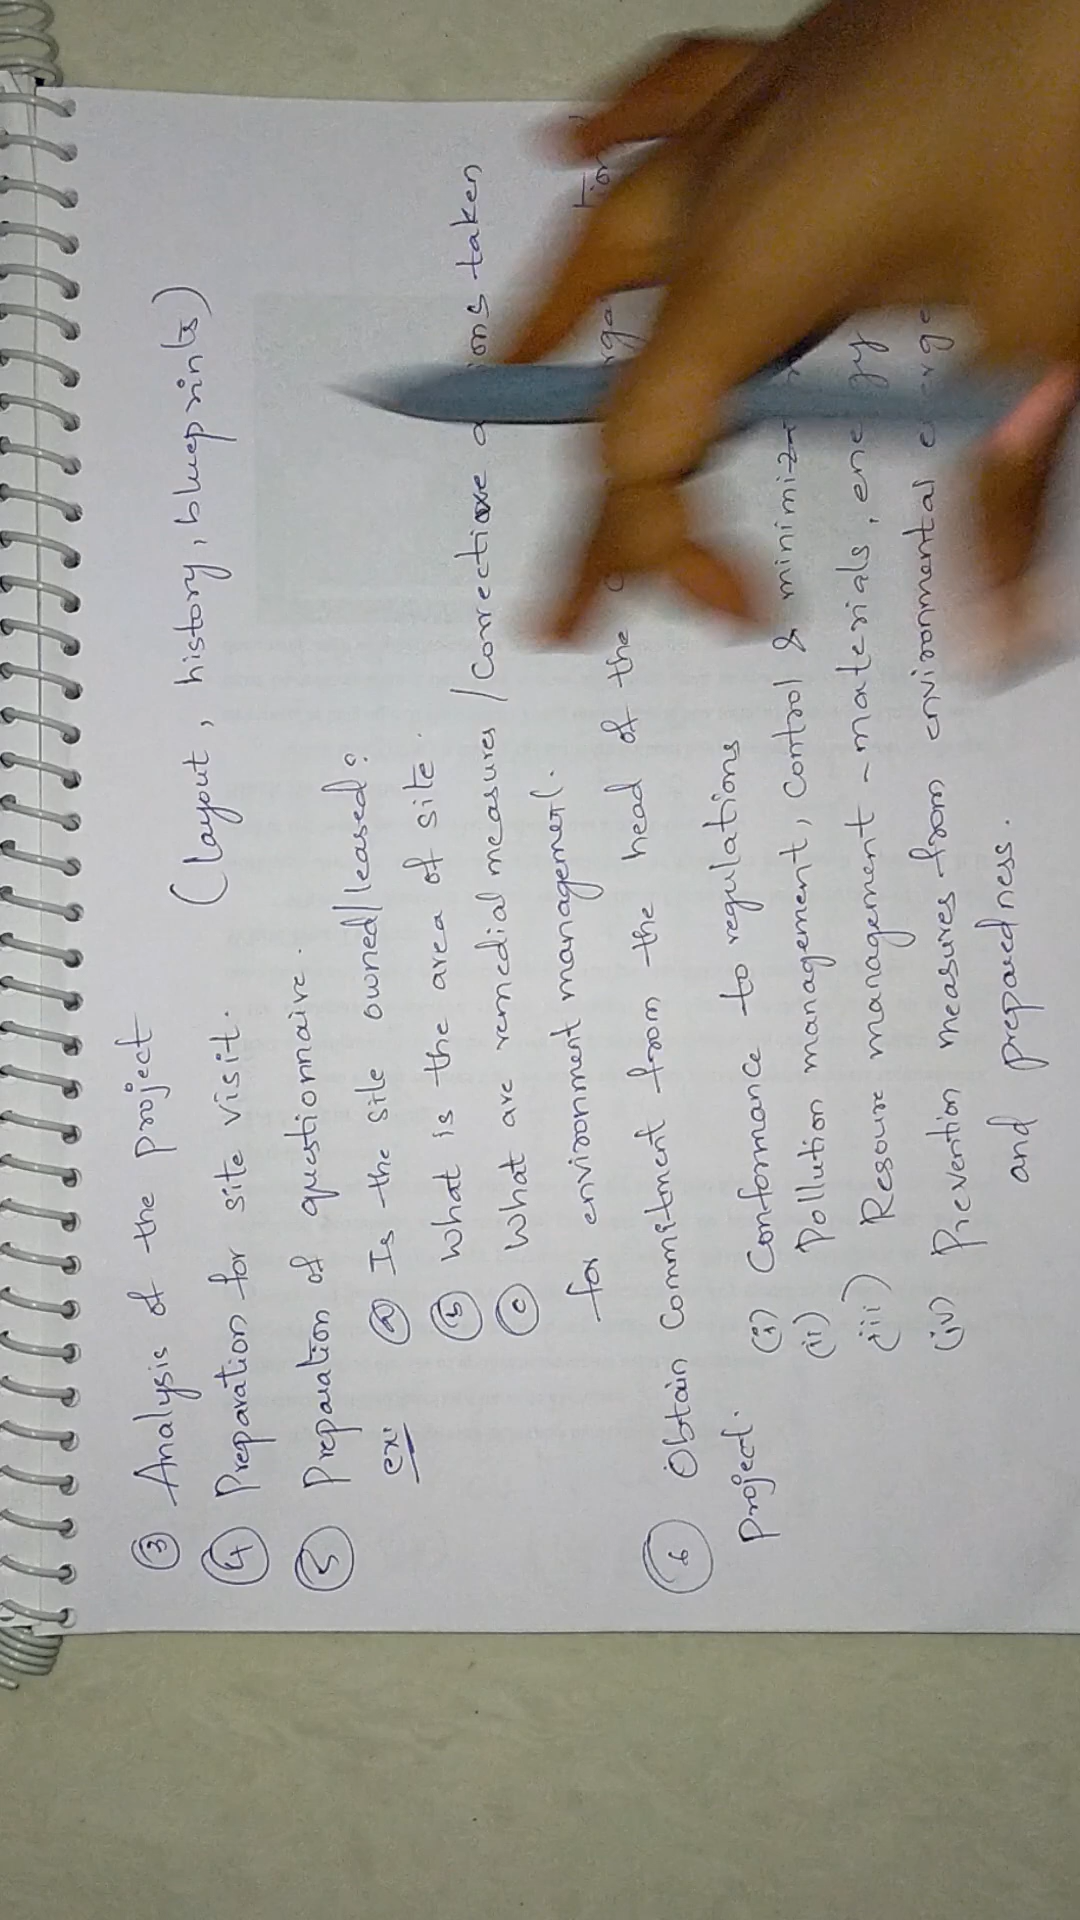 ③ Analysis of the project
④ Preparation for site visit. (layout, history, blueprints)
⑤ Preparation of questionnaire.
ex: ⓐ Is the site owned/leased?
ⓑ What is the area of site.
ⓒ What are remedial measures / Corrective taken
for environment management.
⑥ Obtain Commitment from the head of the
project.
(i) Conformance to regulations
(ii) Pollution management, control &
(iii) Resource management - materials,
(iv) Prevention measures from environmental
and preparedness.